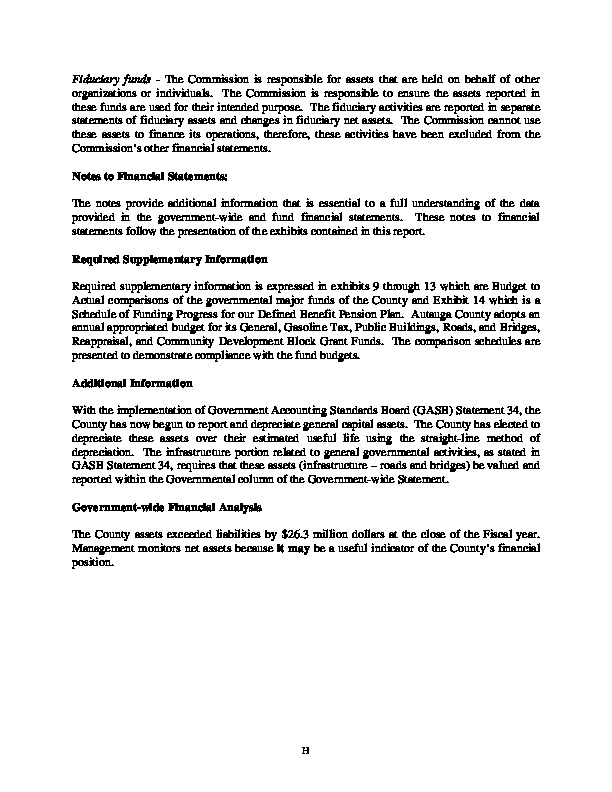 Fiduciary funds - The Commission is responsible for assets that are held on behalf of other
organizations or individuals. The Commission is responsible to ensure the assets reported in
these funds are used for their intended purpose. The fiduciary activities are reported in separate
statements of fiduciary assets and changes in fiduciary net assets. The Commission cannot use
these assets to finance its operations, therefore, these activities have been excluded from the
Commission's other financial statements.
Notes to Financial Statements:
The notes provide additional information that is essential to a full understanding of the data
provided in the government-wide and fund financial statements. These notes to financial
statements follow the presentation of the exhibits contained in this report.
Required Supplementary Information
Required supplementary information is expressed in exhibits 9 through 13 which are Budget to
Actual comparisons of the governmental major funds of the County and Exhibit 14 which is a
Schedule of Funding Progress for our Defined Benefit Pension Plan. Autauga County adopts an
annual appropriated budget for its General, Gasoline Tax, Public Buildings, Roads, and Bridges,
Reappraisal, and Community Development Block Grant Funds. The comparison schedules are
presented to demonstrate compliance with the fund budgets.
Additional Information
With the implementation of Government Accounting Standards Board (GASB) Statement 34, the
County has now begun to report and depreciate general capital assets. The County has elected to
depreciate these assets over their estimated useful life using the straight-line method of
depreciation. The infrastructure portion related to general governmental activities, as stated in
GASB Statement 34, requires that these assets (infrastructure – roads and bridges) be valued and
reported within the Governmental column of the Government-wide Statement.
Government-wide Financial Analysis
The County assets exceeded liabilities by $26.3 million dollars at the close of the Fiscal year.
Management monitors net assets because it may be a useful indicator of the County's financial
position.
H